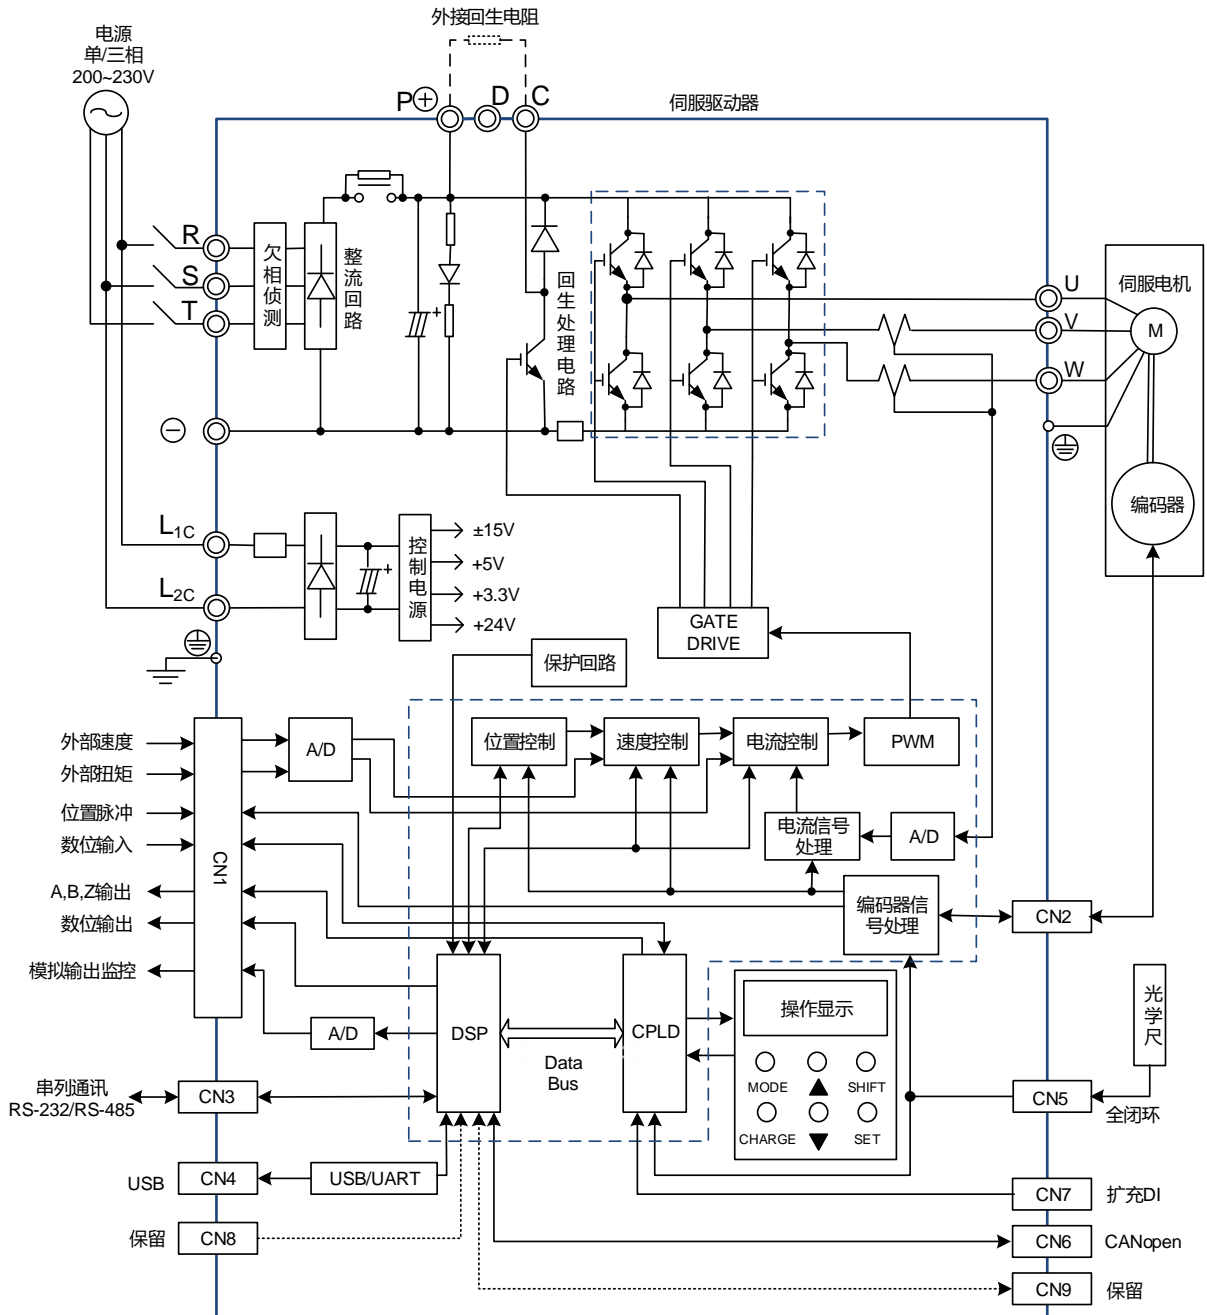 外接回生电阻
电源
单/三相
200~230V
P
D
C
伺服驱动器
R
S
T
欠相侦测
整流回路
回生处理电路
U
V
W
伺服电机
M
编码器
L1C
L2C
控制电源
±15V
+5V
+3.3V
+24V
GATE
DRIVE
保护回路
外部速度
外部扭矩
位置脉冲
数位输入
A,B,Z输出
数位输出
模拟输出监控
CN1
A/D
位置控制
速度控制
电流控制
PWM
电流信号
处理
A/D
编码器信
号处理
CN2
A/D
DSP
Data
Bus
CPLD
操作显示
MODE
SHIFT
CHARGE
SET
光学尺
串列通讯
RS-232/RS-485
CN3
CN5
全闭环
USB
CN4
USB/UART
CN7
扩充DI
保留
CN8
CN6
CANopen
CN9
保留